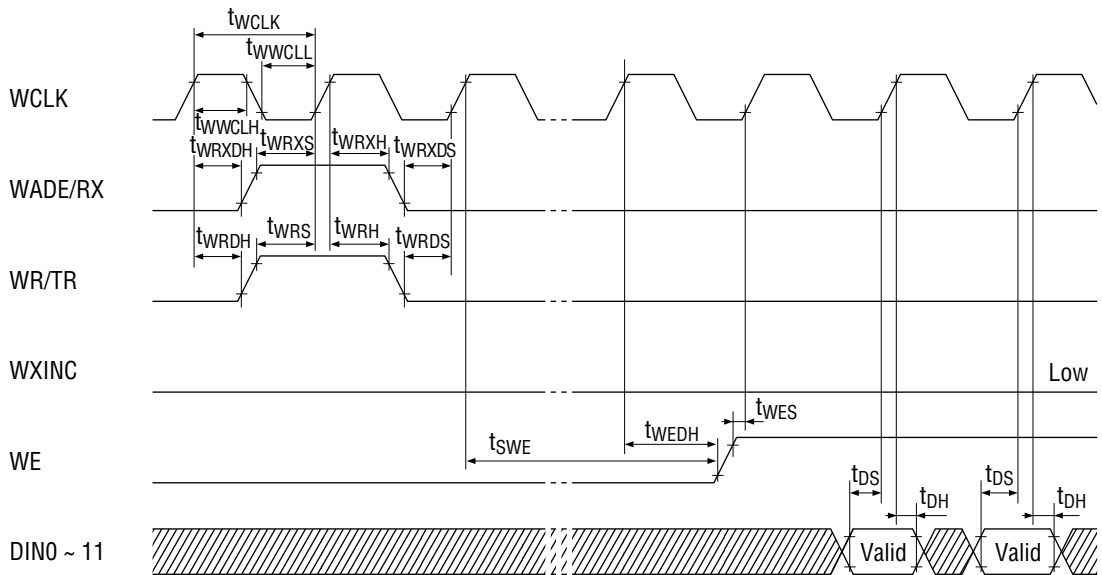 tWCLK
tWWCLL
WCLK
tWWCLH
tWRXDH tWRXS tWRXH tWRXDS
WADE/RX
tWRDH tWRS tWRH tWRDS
WR/TR
WXINC Low
tWES
tSWE tWEDH
WE
tDS tDH tDS tDH
DIN0 ~ 11 Valid Valid